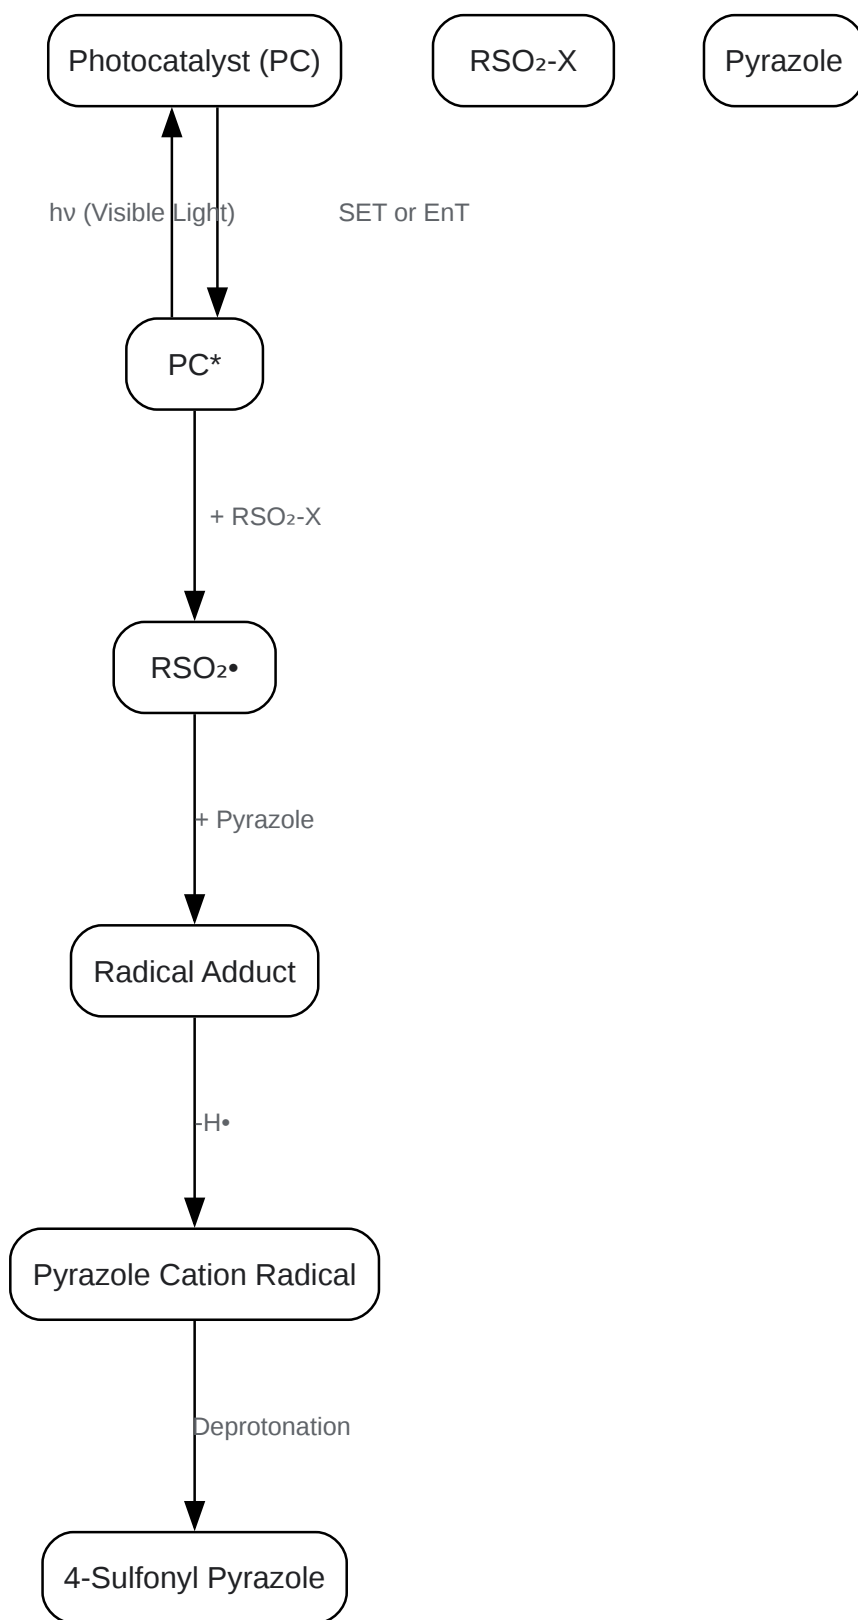 Photocatalyst (PC)
RSO₂-X
Pyrazole
hν (Visible Light)
SET or EnT
PC*
+ RSO₂-X
RSO₂•
+ Pyrazole
Radical Adduct
-H•
Pyrazole Cation Radical
Deprotonation
4-Sulfonyl Pyrazole